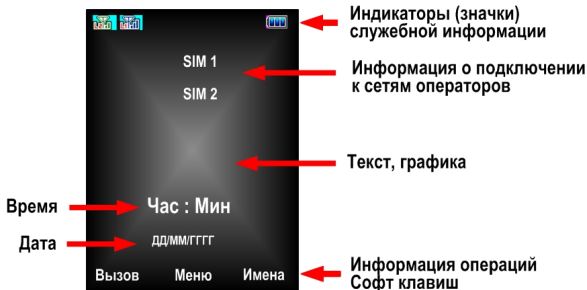 Индикаторы (значки)
служебной информации
SIM 1
SIM 2
Информация о подключении
к сетям операторов
Текст, графика
Время
Час : Мин
Дата
ДД/ММ/ГГГГ
Вызов Меню Имена
Информация операций
Софт клавиш